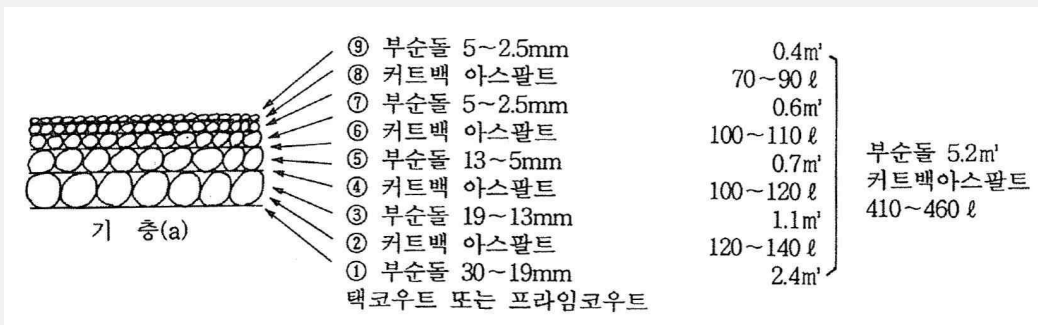 ⑨ 부순돌 5~2.5mm 0.4㎥
⑧ 커트백 아스팔트 70~90ℓ
⑦ 부순돌 5~2.5mm 0.6㎥
⑥ 커트백 아스팔트 100~110ℓ
⑤ 부순돌 13~5mm 0.7㎥
④ 커트백 아스팔트 100~120ℓ
③ 부순돌 19~13mm 1.1㎥
② 커트백 아스팔트 120~140ℓ
① 부순돌 30~19mm 2.4㎥
택코우트 또는 프라임코우트
부순돌 5.2㎥
커트백아스팔트
410~460ℓ
기 층(a)